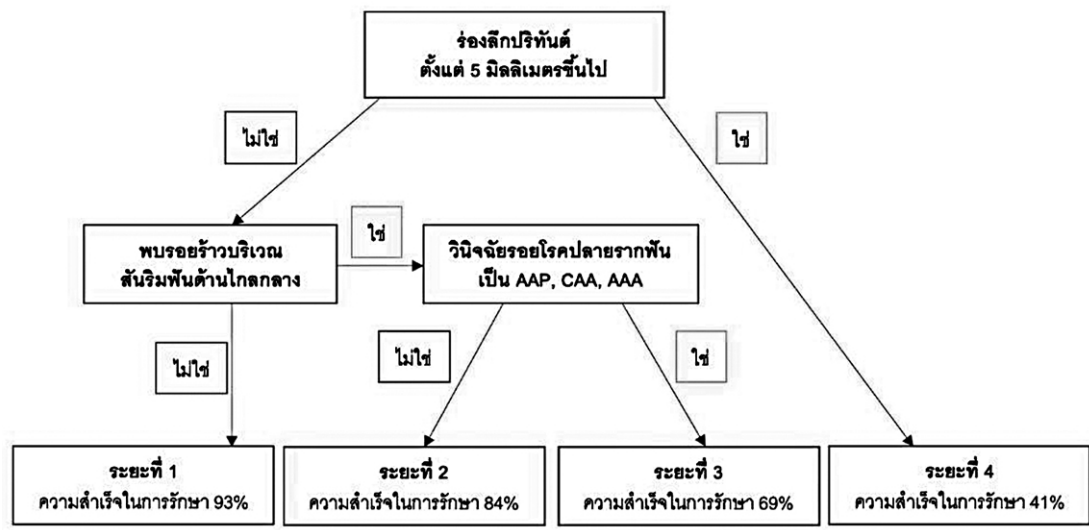 ร่องลึกปริทันต์
ตั้งแต่ 5 มิลลิเมตรขึ้นไป
ไม่ใช่
ใช่
พบรอยร้าวบริเวณ
สันริมฟันด้านไกลกลาง
ใช่
วินิจฉัยรอยโรคปลายรากฟัน
เป็น AAP, CAA, AAA
ไม่ใช่
ไม่ใช่
ใช่
ระยะที่ 1
ความสำเร็จในการรักษา 93%
ระยะที่ 2
ความสำเร็จในการรักษา 84%
ระยะที่ 3
ความสำเร็จในการรักษา 69%
ระยะที่ 4
ความสำเร็จในการรักษา 41%